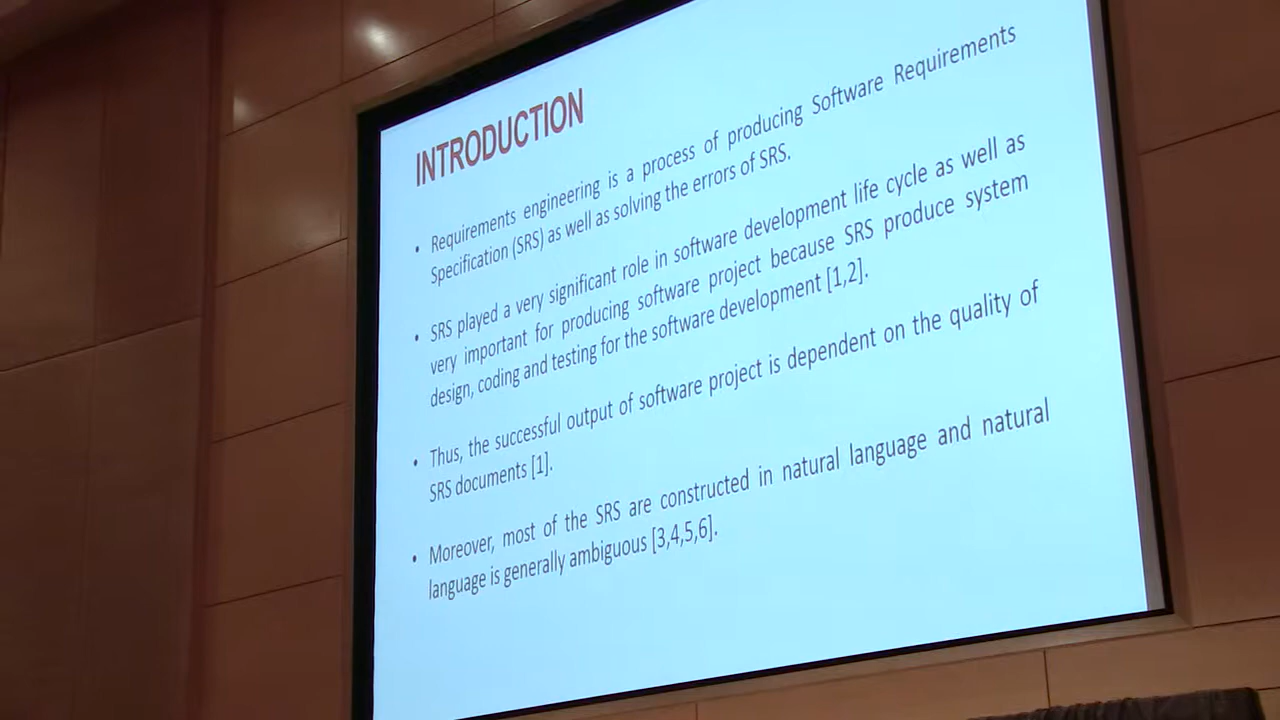 INTRODUCTION
• Requirements engineering is a process of producing Software Requirements
Specification (SRS) as well as solving the errors of SRS.
• SRS played a very significant role in software development life cycle as well as
very important for producing software project because SRS produce system
design, coding and testing for the software development [1,2].
• Thus, the successful output of software project is dependent on the quality of
SRS documents [1].
• Moreover, most of the SRS are constructed in natural language and natural
language is generally ambiguous [3,4,5,6].